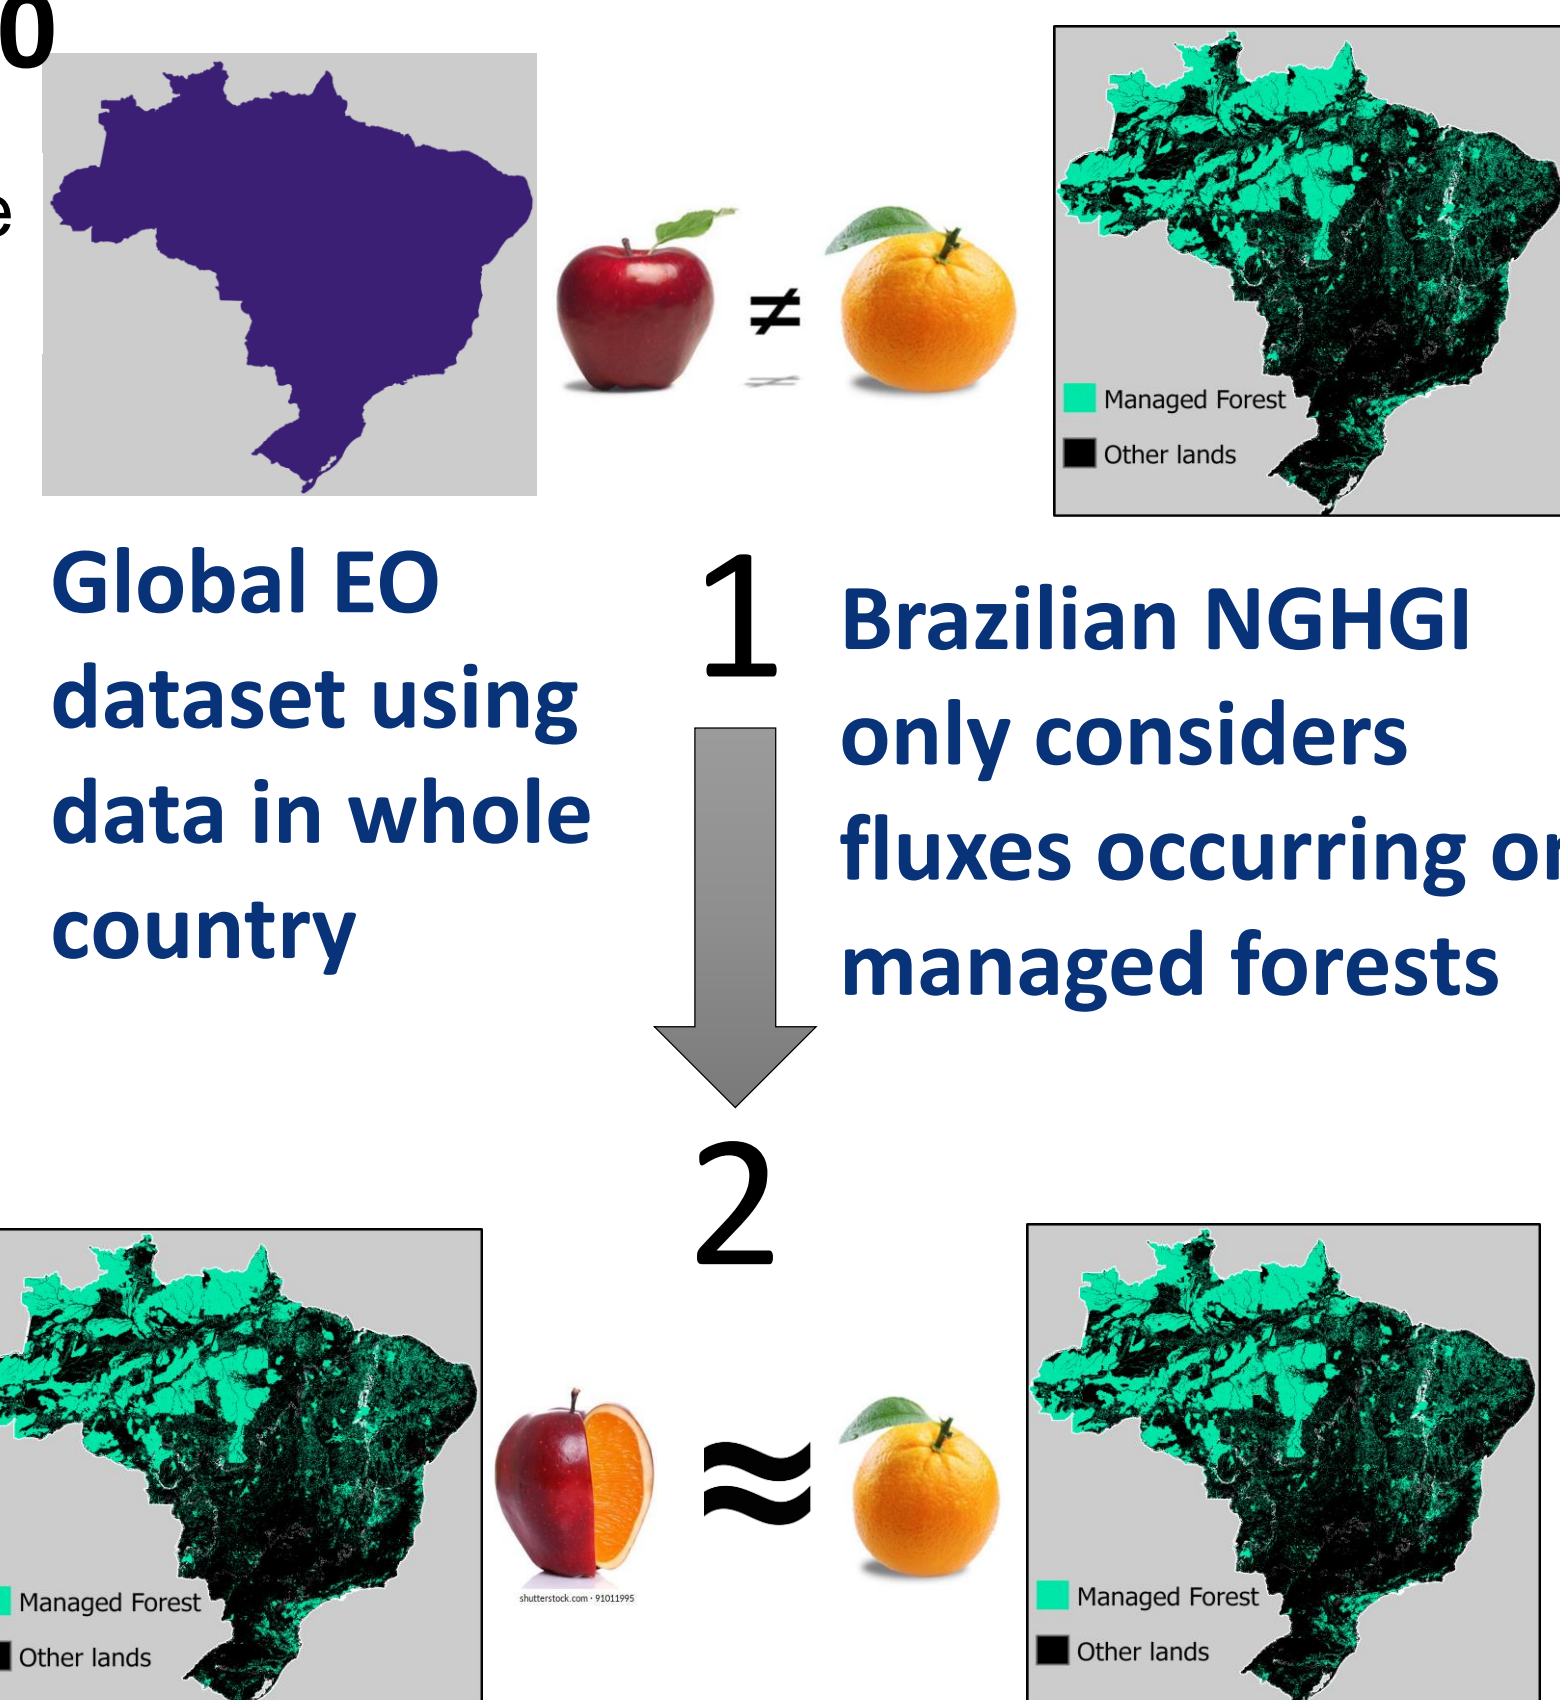 0
e
≠
Managed Forest
Other lands
Global EO
dataset using
data in whole
country
1
Brazilian NGHGI
only considers
fluxes occurring on
managed forests
2
≈
Managed Forest
Other lands
shutterstock.com · 91011995
Managed Forest
Other lands